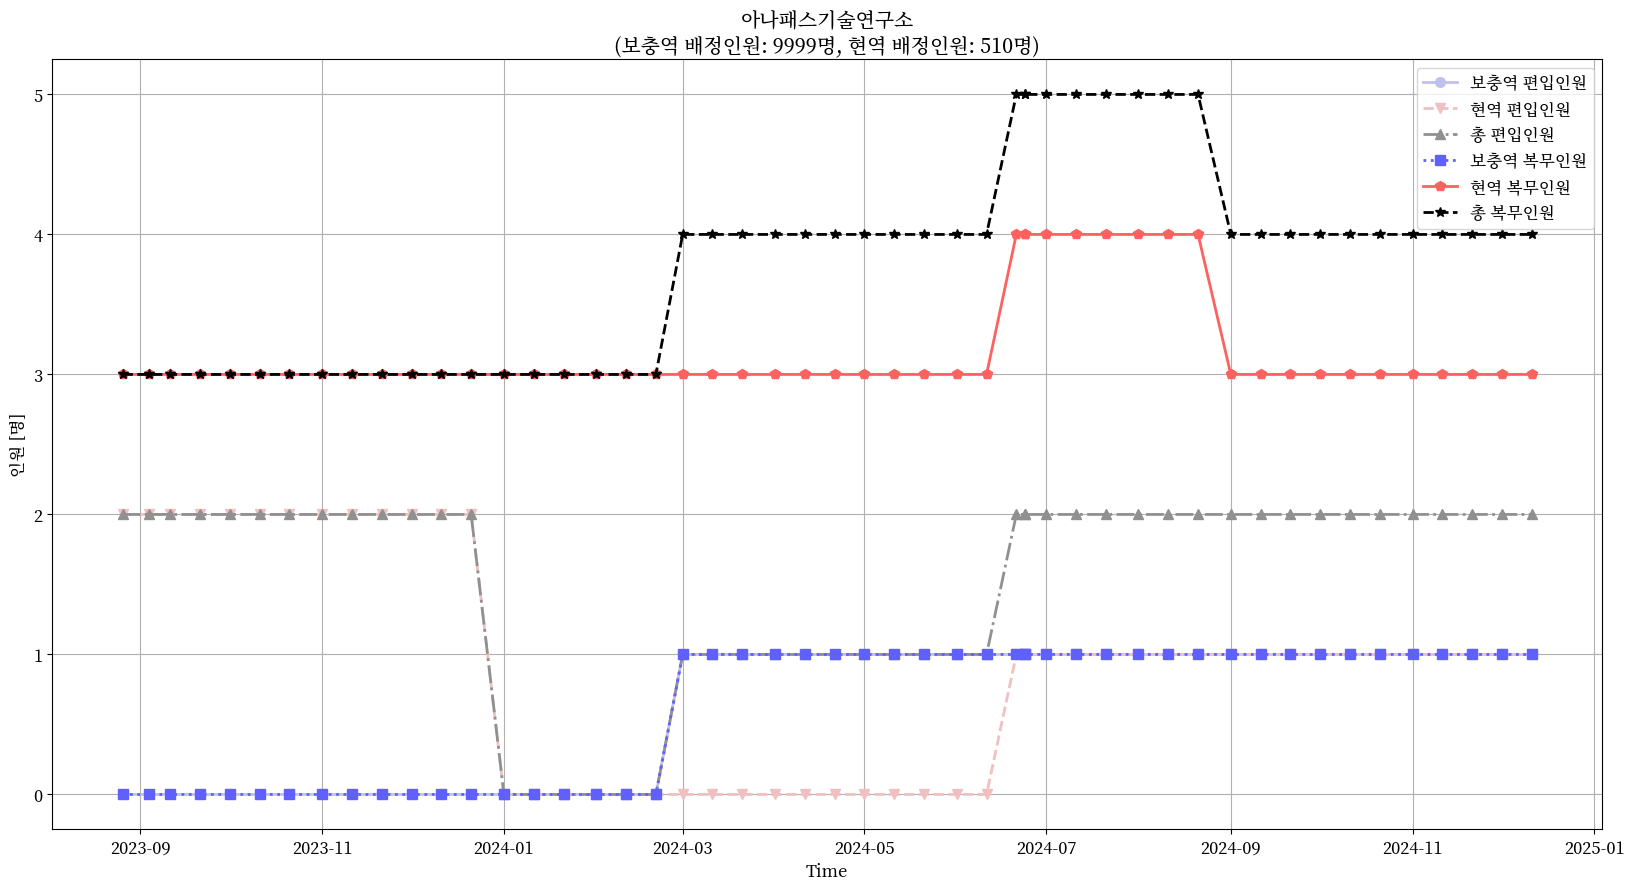 아나패스기술연구소
(보충역 배정인원: 9999명, 현역 배정인원: 510명)
보충역 편입인원
현역 편입인원
총 편입인원
보충역 복무인원
현역 복무인원
총 복무인원
인원 [명]
5
4
3
2
1
0
2023-09
2023-11
2024-01
2024-03
2024-05
2024-07
2024-09
2024-11
2025-01
Time